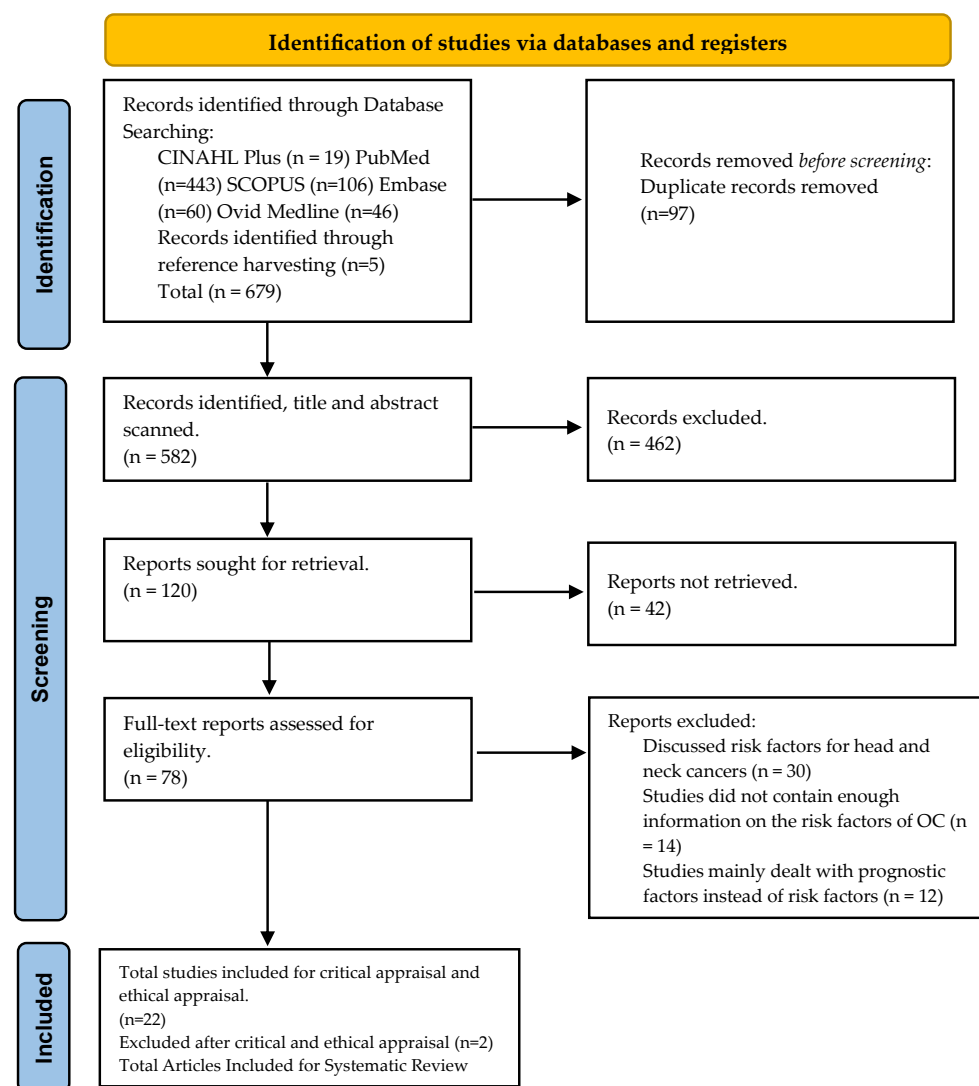 Identification of studies via databases and registers
Identification
Records identified through Database
Searching:
CINAHL Plus (n = 19) PubMed
(n=443) SCOPUS (n=106) Embase
(n=60) Ovid Medline (n=46)
Records identified through
reference harvesting (n=5)
Total (n = 679)
Records removed before screening:
Duplicate records removed
(n=97)
Screening
Records identified, title and abstract
scanned.
(n = 582)
Records excluded.
(n = 462)
Reports sought for retrieval.
(n = 120)
Reports not retrieved.
(n = 42)
Full-text reports assessed for
eligibility.
(n = 78)
Reports excluded:
Discussed risk factors for head and
neck cancers (n = 30)
Studies did not contain enough
information on the risk factors of OC (n
= 14)
Studies mainly dealt with prognostic
factors instead of risk factors (n = 12)
Included
Total studies included for critical appraisal and
ethical appraisal.
(n=22)
Excluded after critical and ethical appraisal (n=2)
Total Articles Included for Systematic Review